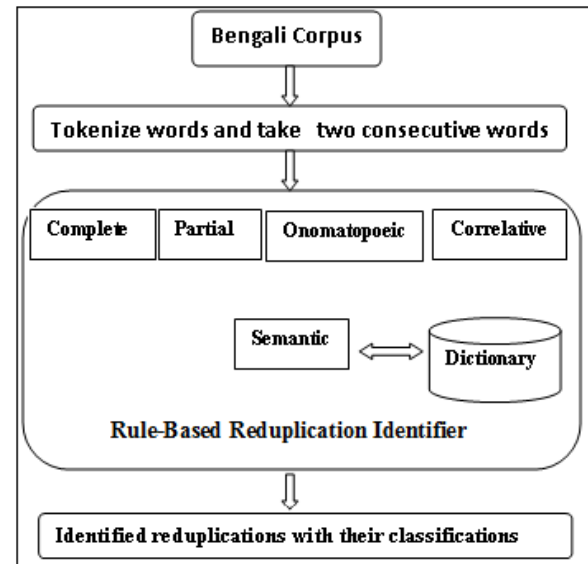 Bengali Corpus
Tokenize words and take two consecutive words
Complete
Partial
Onomatopoeic
Correlative
Semantic
Dictionary
Rule-Based Reduplication Identifier
Identified reduplications with their classifications